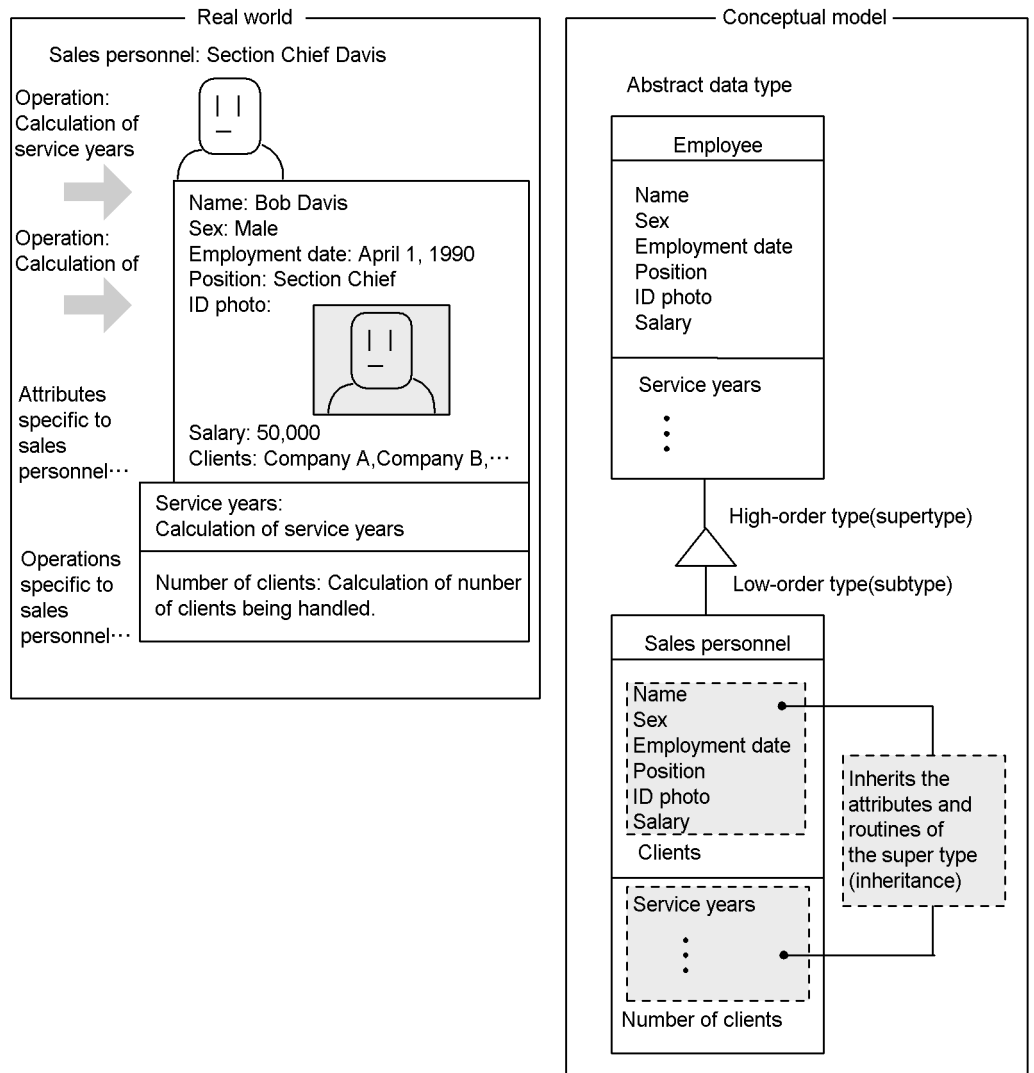 Real world
Sales personnel: Section Chief Davis
Operation:
Calculation of
service years
Operation:
Calculation of
Name: Bob Davis
Sex: Male
Employment date: April 1, 1990
Position: Section Chief
ID photo:
Attributes
specific to
sales
personnel…
Salary: 50,000
Clients: Company A,Company B,…
Service years:
Calculation of service years
Operations
specific to
sales
personnel…
Number of clients: Calculation of nunber
of clients being handled.
Conceptual model
Abstract data type
Employee
Name
Sex
Employment date
Position
ID photo
Salary
Service years
High-order type(supertype)
Low-order type(subtype)
Sales personnel
Name
Sex
Employment date
Position
ID photo
Salary
Clients
Service years
Number of clients
Inherits the
attributes and
routines of
the super type
(inheritance)